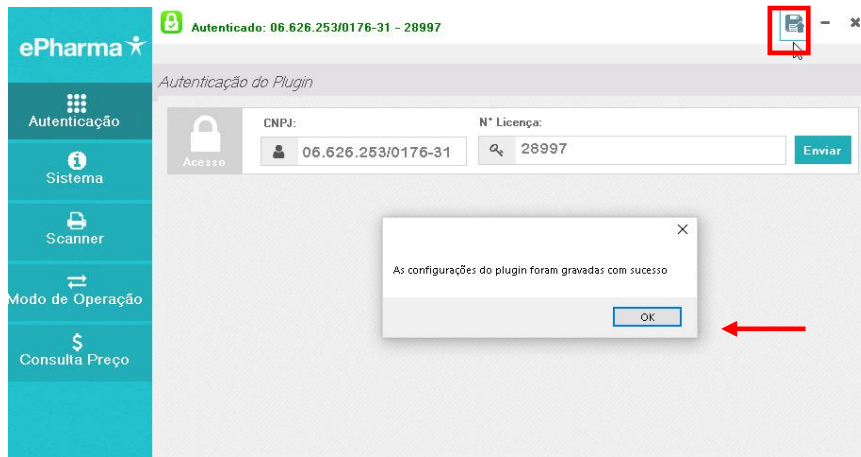 Autenticado: 06.626.253/0176-31 - 28997
ePharma
Autenticação do Plugin
Autenticação
Sistema
Scanner
Modo de Operação
Consulta Preço
Acesso
CNPJ:
06.626.253/0176-31
N° Licença:
28997
Enviar
As configurações do plugin foram gravadas com sucesso
OK